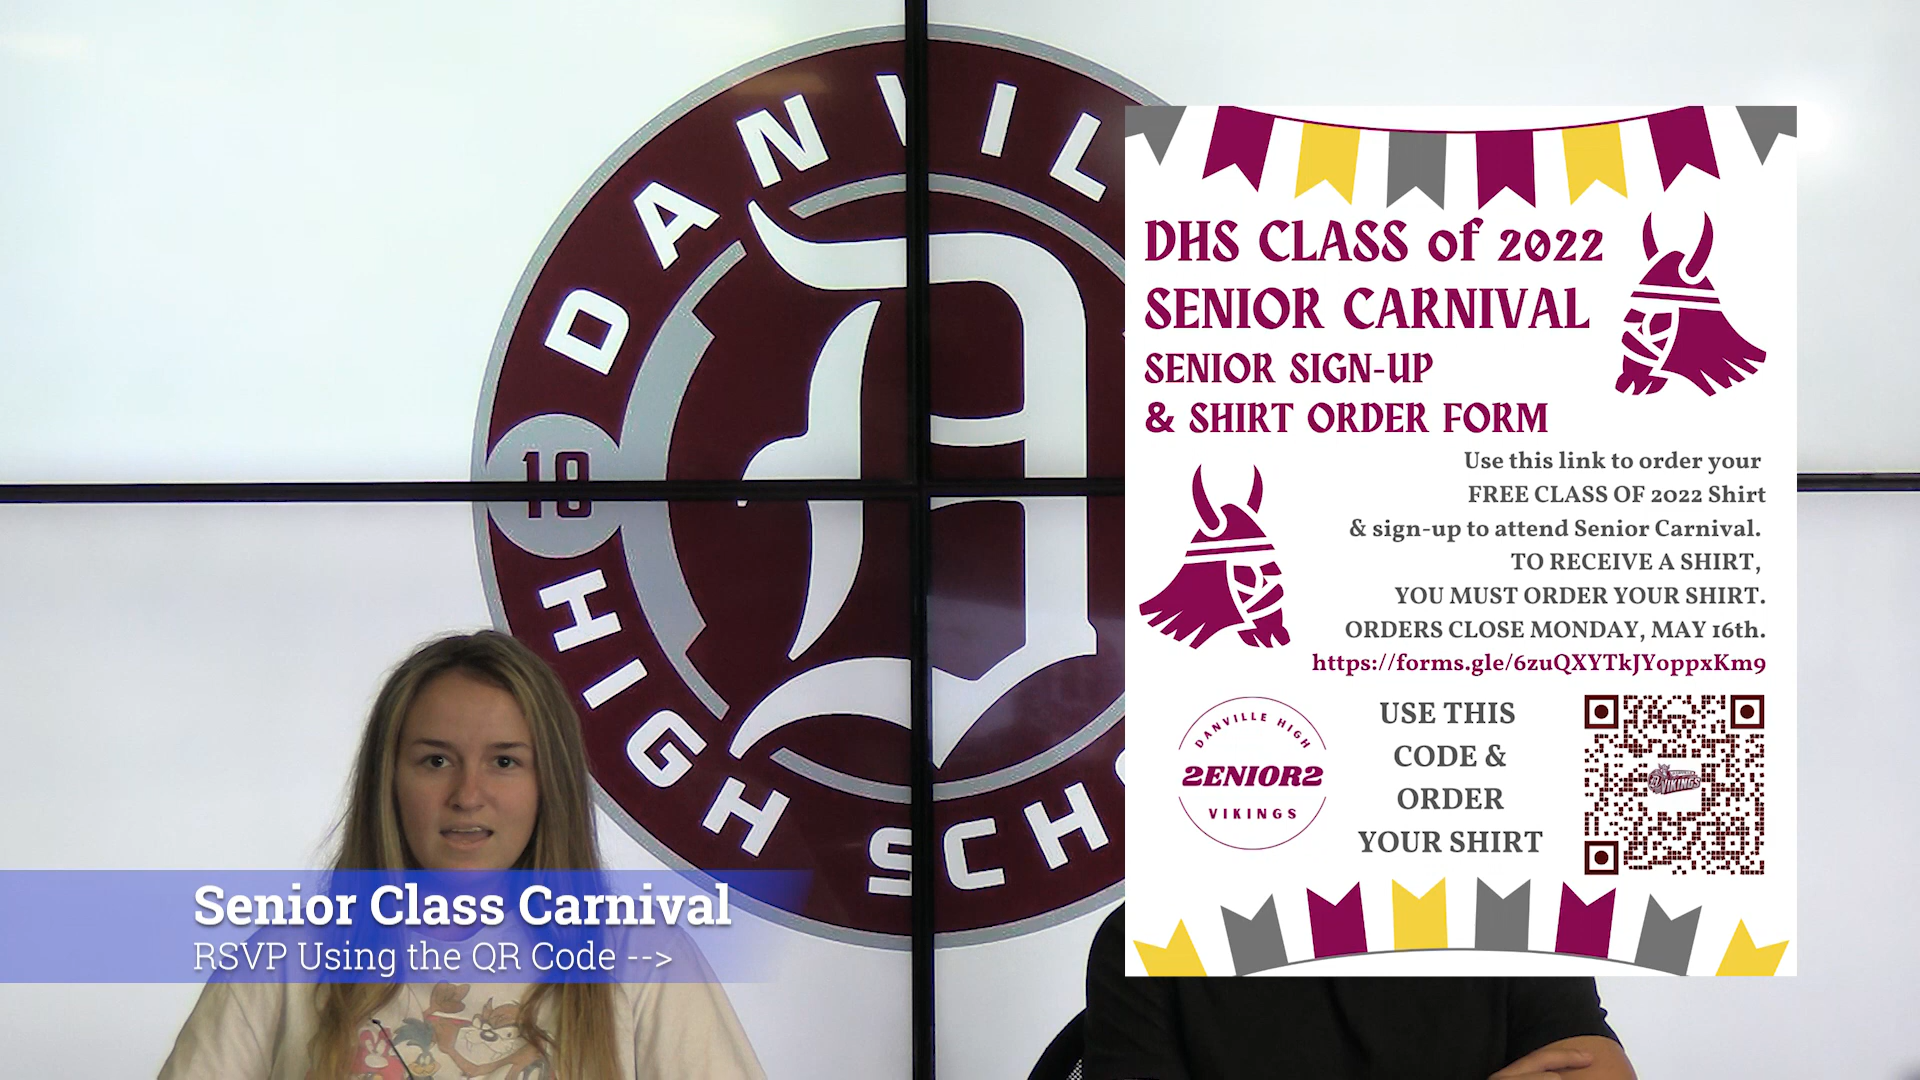 DANVIL
10
HIGH SCH
D
DHS CLASS of 2022
SENIOR CARNIVAL
SENIOR SIGN-UP
& SHIRT ORDER FORM
Use this link to order your
FREE CLASS OF 2022 Shirt
& sign-up to attend Senior Carnival.
TO RECEIVE A SHIRT,
YOU MUST ORDER YOUR SHIRT.
ORDERS CLOSE MONDAY, MAY 16th.
https://forms.gle/6zuQXYTkJYoppxKm9
DANVILLE HIGH
2ENIOR2
VIKINGS
USE THIS
CODE &
ORDER
YOUR SHIRT
VIKINGS
Senior Class Carnival
RSVP Using the QR Code -->